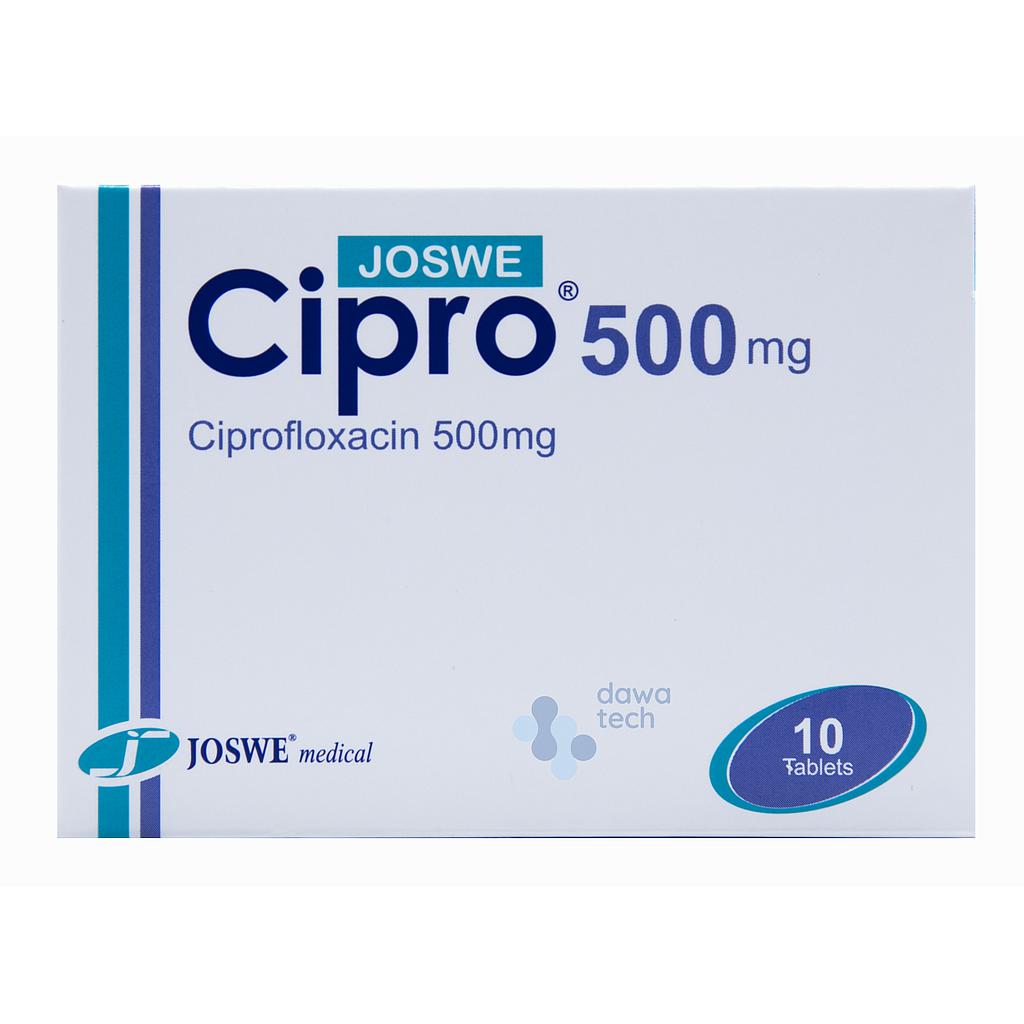 JOSWE
Cipro® 500 mg
Ciprofloxacin 500mg
dawa
tech
JOSWE® medical
10
Tablets